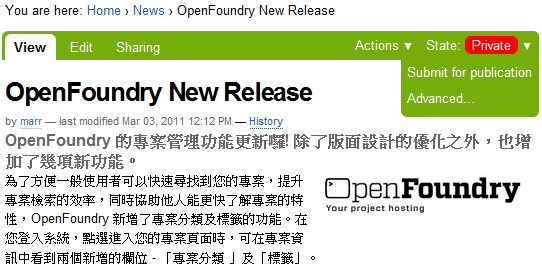 You are here: Home › News › OpenFoundry New Release
View Edit Sharing Actions ▼ State: Private ▼
Submit for publication
Advanced...
OpenFoundry New Release
by marr — last modified Mar 03, 2011 12:12 PM — History
OpenFoundry 的專案管理功能更新囉! 除了版面設計的優化之外，也增
加了幾項新功能。
為了方便一般使用者可以快速尋找到您的專案，提升
專案檢索的效率，同時協助他人能更快了解專案的特
性，OpenFoundry 新增了專案分類及標籤的功能。在
您登入系統，點選進入您的專案頁面時，可在專案資
訊中看到兩個新增的欄位 - 「專案分類 」及「標籤」。
OpenFoundry
Your project hosting